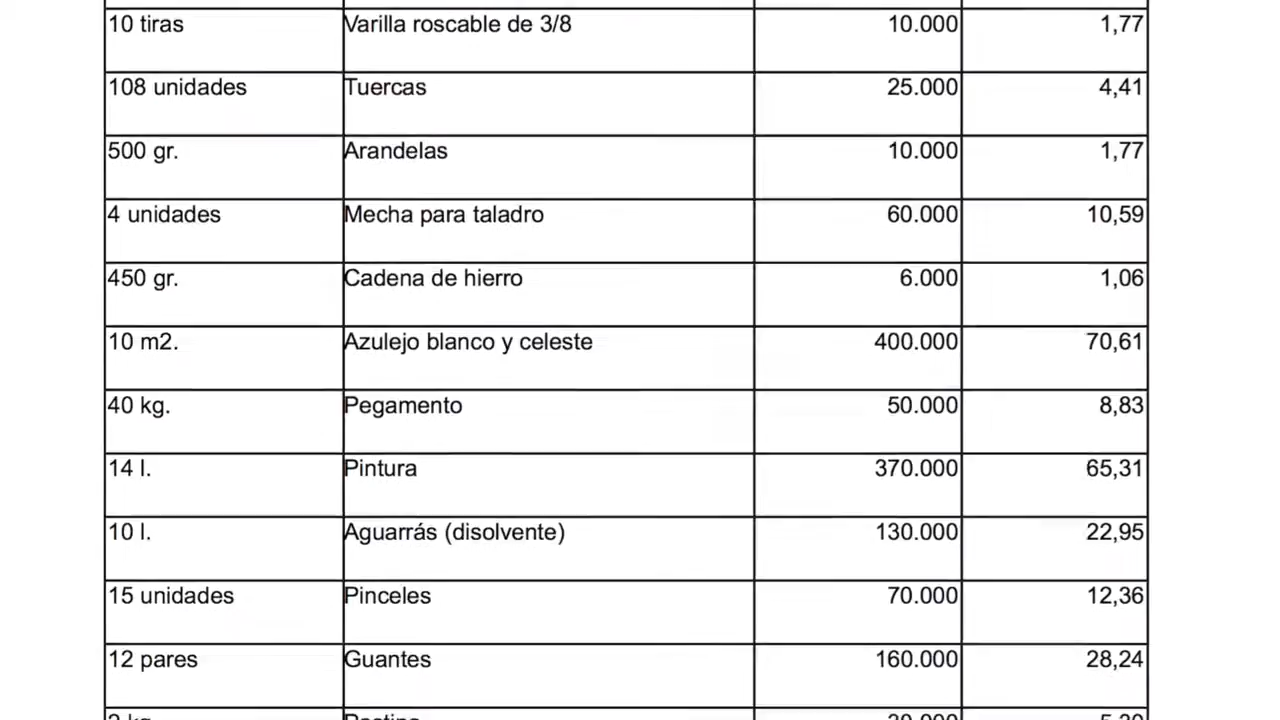 10 tiras Varilla roscable de 3/8 10.000 1,77
108 unidades Tuercas 25.000 4,41
500 gr. Arandelas 10.000 1,77
4 unidades Mecha para taladro 60.000 10,59
450 gr. Cadena de hierro 6.000 1,06
10 m2. Azulejo blanco y celeste 400.000 70,61
40 kg. Pegamento 50.000 8,83
14 l. Pintura 370.000 65,31
10 l. Aguarrás (disolvente) 130.000 22,95
15 unidades Pinceles 70.000 12,36
12 pares Guantes 160.000 28,24